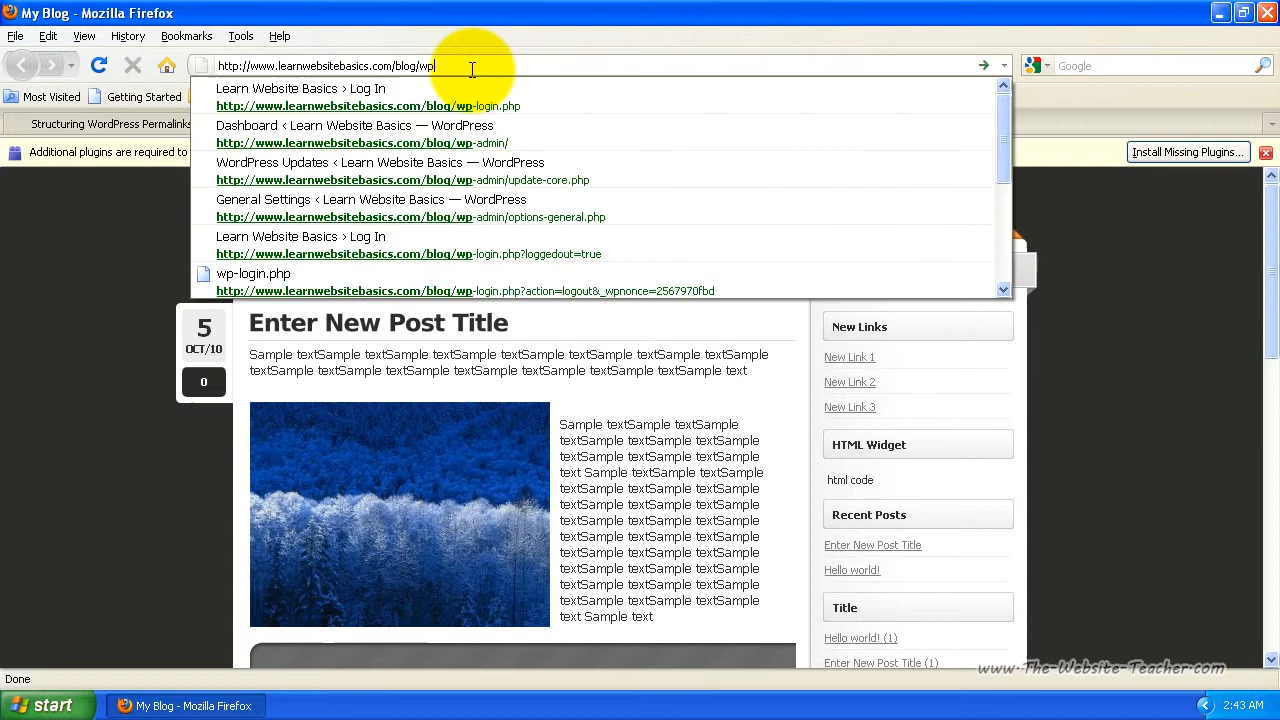 My Blog - Mozilla Firefox
File Edit View History Bookmarks Tools Help
http://www.learnwebsitebasics.com/blog/wp
Google
Most Visited Getting Started
Learn Website Basics › Log In
http://www.learnwebsitebasics.com/blog/wp-login.php
Structuring WordPress Permalinks
Dashboard ‹ Learn Website Basics — WordPress
http://www.learnwebsitebasics.com/blog/wp-admin/
Additional plugins are required to
Install Missing Plugins...
WordPress Updates ‹ Learn Website Basics — WordPress
http://www.learnwebsitebasics.com/blog/wp-admin/update-core.php
General Settings ‹ Learn Website Basics — WordPress
http://www.learnwebsitebasics.com/blog/wp-admin/options-general.php
Learn Website Basics › Log In
http://www.learnwebsitebasics.com/blog/wp-login.php?loggedout=true
wp-login.php
http://www.learnwebsitebasics.com/blog/wp-login.php?action=logout&_wpnonce=2567970fbd
5
OCT/10
0
Enter New Post Title
Sample textSample textSample textSample textSample textSample textSample textSample
textSample textSample textSample textSample textSample textSample textSample text
Sample textSample textSample
textSample textSample textSample
textSample textSample textSample
text Sample textSample textSample
textSample textSample textSample
textSample textSample textSample
textSample textSample textSample
textSample textSample textSample
textSample textSample textSample
textSample textSample textSample
textSample textSample textSample
textSample textSample textSample
text Sample text
New Links
New Link 1
New Link 2
New Link 3
HTML Widget
html code
Recent Posts
Enter New Post Title
Hello world!
Title
Hello world! (1)
Enter New Post Title (1)
www.The-Website-Teacher.com
Done
start
My Blog - Mozilla Firefox
2:43 AM